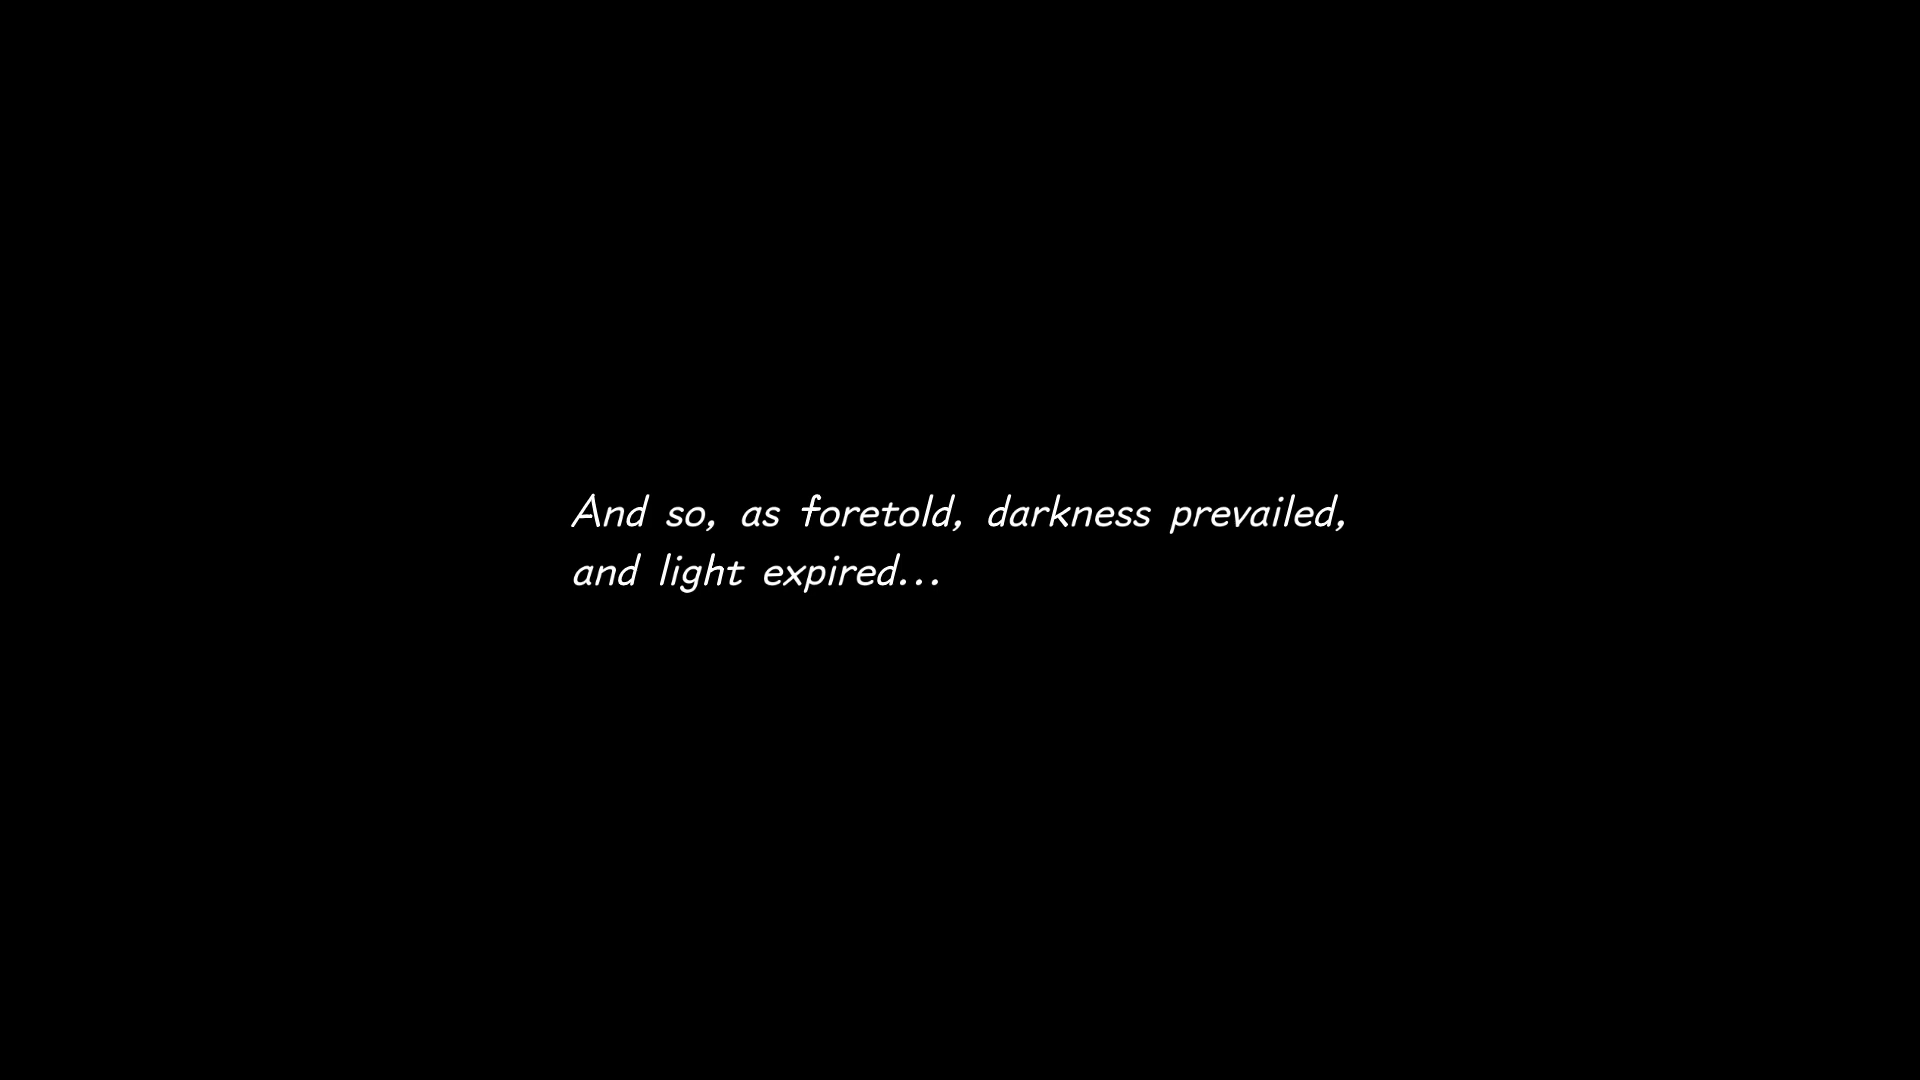 And so, as foretold, darkness prevailed,
and light expired...